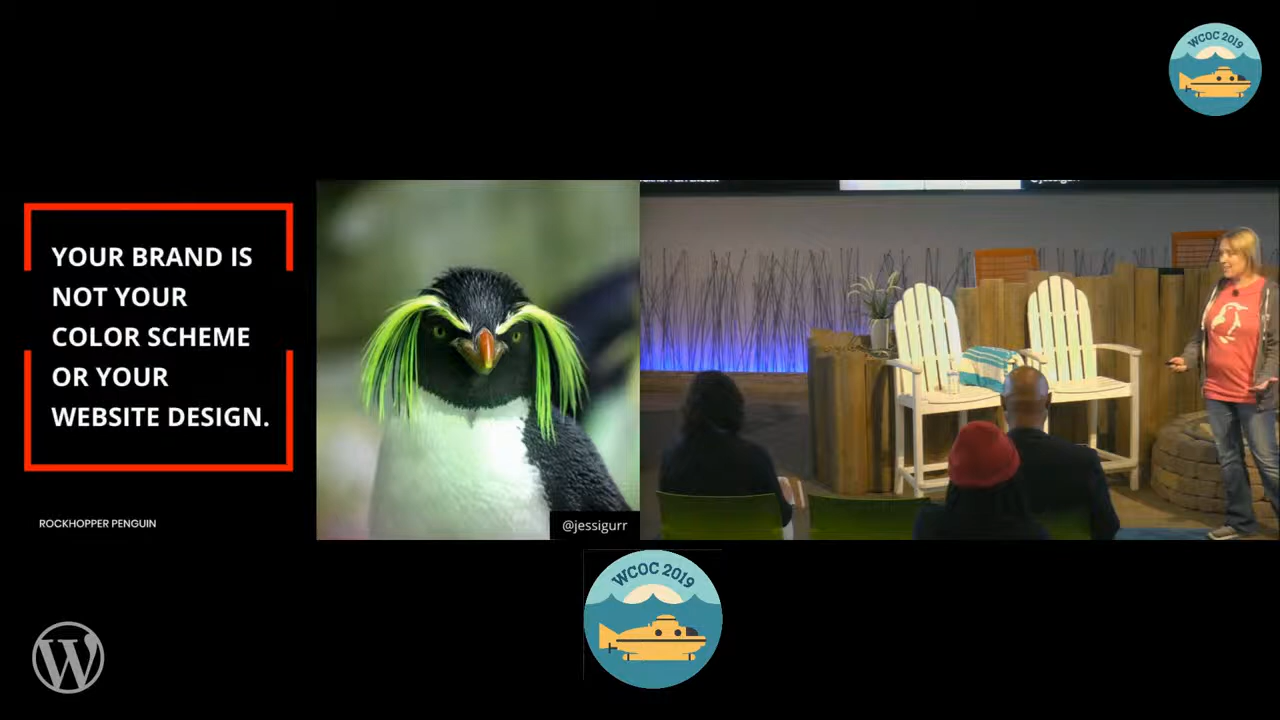 WCOC 2019
YOUR BRAND IS
NOT YOUR
COLOR SCHEME
OR YOUR
WEBSITE DESIGN.
@jessigurr
ROCKHOPPER PENGUIN
WCOC 2019